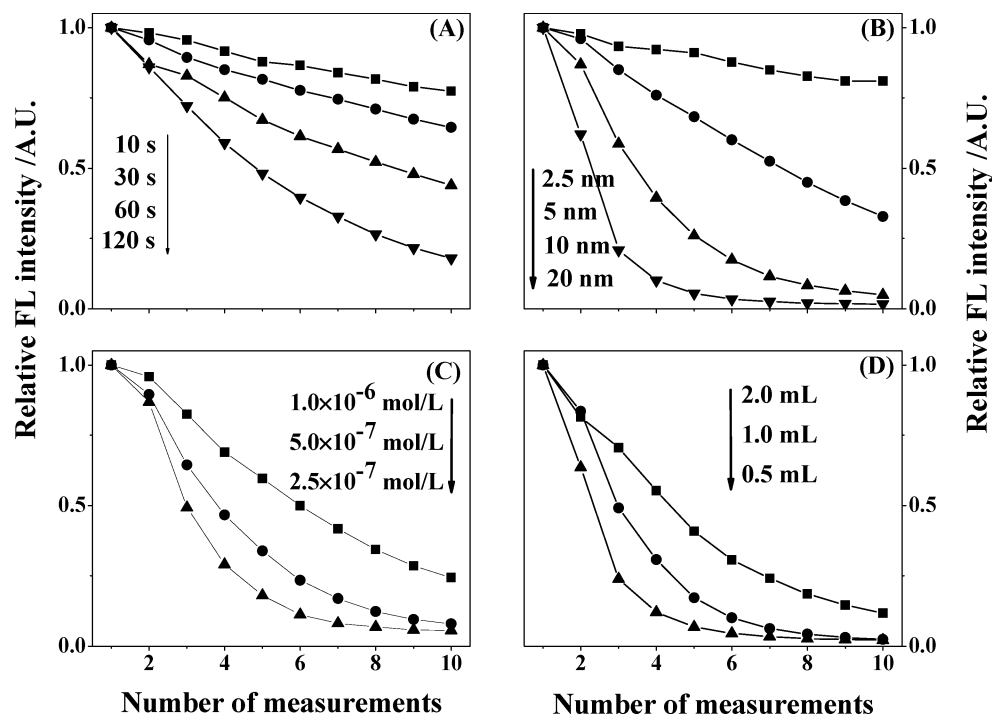 (A)
1.0
0.5
0.0
10 s
30 s
60 s
120 s
(B)
1.0
0.5
0.0
2.5 nm
5 nm
10 nm
20 nm
Relative FL intensity /A.U.
Relative FL intensity /A.U.
(C)
1.0
0.5
0.0
1.0×10⁻⁶ mol/L
5.0×10⁻⁷ mol/L
2.5×10⁻⁷ mol/L
2 4 6 8 10
Number of measurements
(D)
1.0
0.5
0.0
2.0 mL
1.0 mL
0.5 mL
2 4 6 8 10
Number of measurements